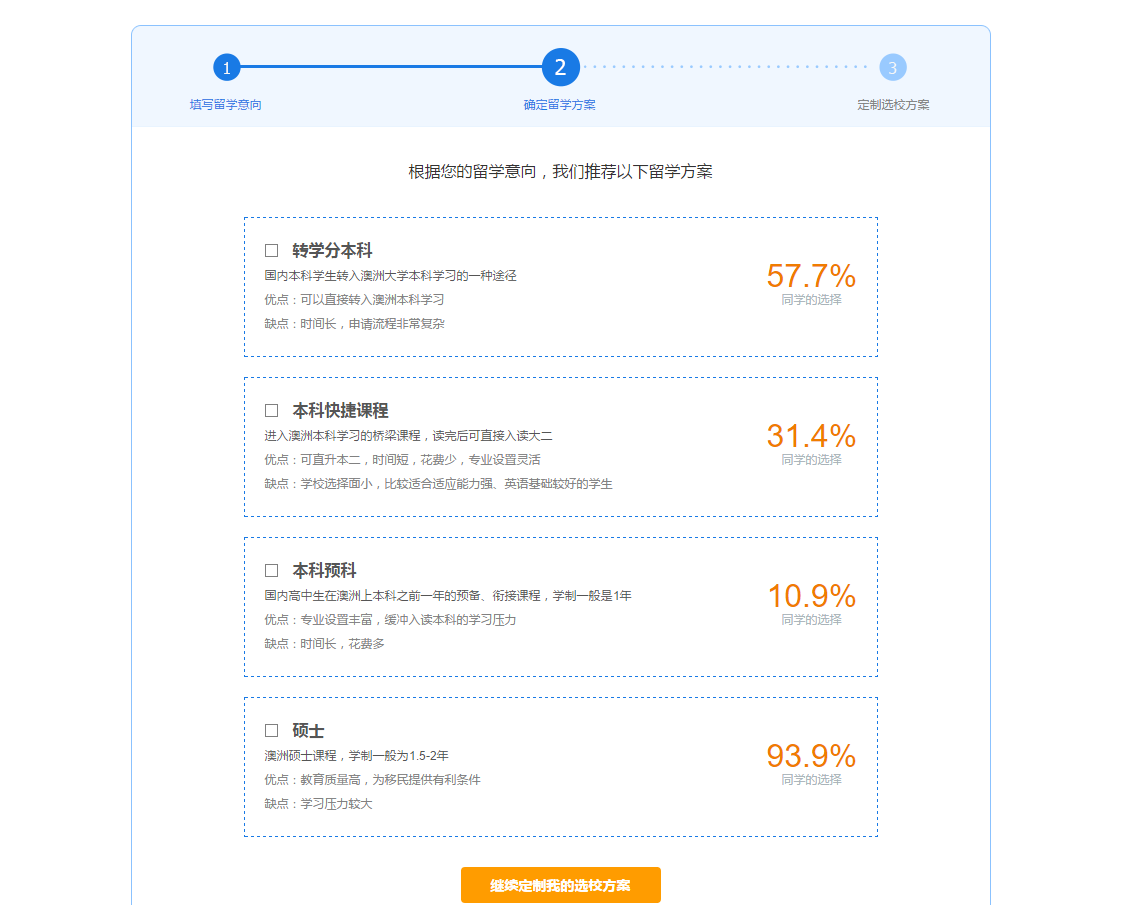 1
2
3
填写留学意向
确定留学方案
定制选校方案
根据您的留学意向，我们推荐以下留学方案
转学分本科
国内本科学生转入澳洲大学本科学习的一种途径
优点：可以直接转入澳洲本科学习
缺点：时间长，申请流程非常复杂
57.7%
同学的选择
本科快捷课程
进入澳洲本科学习的桥梁课程，读完后可直接入读大二
优点：可直升本二，时间短，花费少，专业设置灵活
缺点：学校选择面小，比较适合适应能力强、英语基础较好的学生
31.4%
同学的选择
本科预科
国内高中生在澳洲上本科之前一年的预备、衔接课程，学制一般是1年
优点：专业设置丰富，缓冲入读本科的学习压力
缺点：时间长，花费多
10.9%
同学的选择
硕士
澳洲硕士课程，学制一般为1.5-2年
优点：教育质量高，为移民提供有利条件
缺点：学习压力较大
93.9%
同学的选择
继续定制我的选校方案